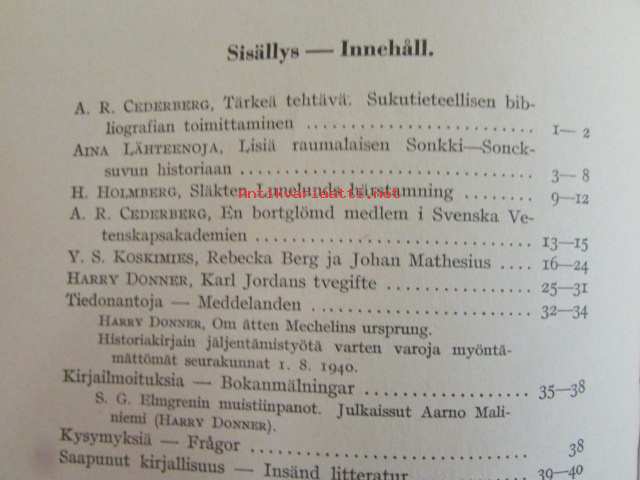 Sisällys — Innehåll.
A. R. Cederberg, Tärkeä tehtävä. Sukutieteellisen bib-
liografian toimittaminen .......................... 1— 2
Aina Lähteenoja, Lisiä raumalaisen Sonkki—Sonck-
suvun historiaan .................................. 3— 8
H. Holmberg, Släkten Lunelunds härstamning ........ 9—12
antikvariaatti.net
A. R. Cederberg, En bortglömd medlem i Svenska Ve-
tenskapsakademien ................................. 13—15
Y. S. Koskimies, Rebecka Berg ja Johan Mathesius .... 16—24
Harry Donner, Karl Jordans tvegifte ............... 25—31
Tiedonantoja — Meddelanden ........................ 32—34
Harry Donner, Om ätten Mechelins ursprung.
Historiakirjain jäljentämistyötä varten varoja myöntä-
mättömät seurakunnat 1. 8. 1940.
Kirjailmoituksia — Bokanmälningar ................. 35—38
S. G. Elmgrenin muistiinpanot. Julkaissut Aarno Mali-
niemi (Harry Donner).
Kysymyksiä — Frågor ............................... 38
Saapunut kirjallisuus — Insänd litteratur ......... 39—40